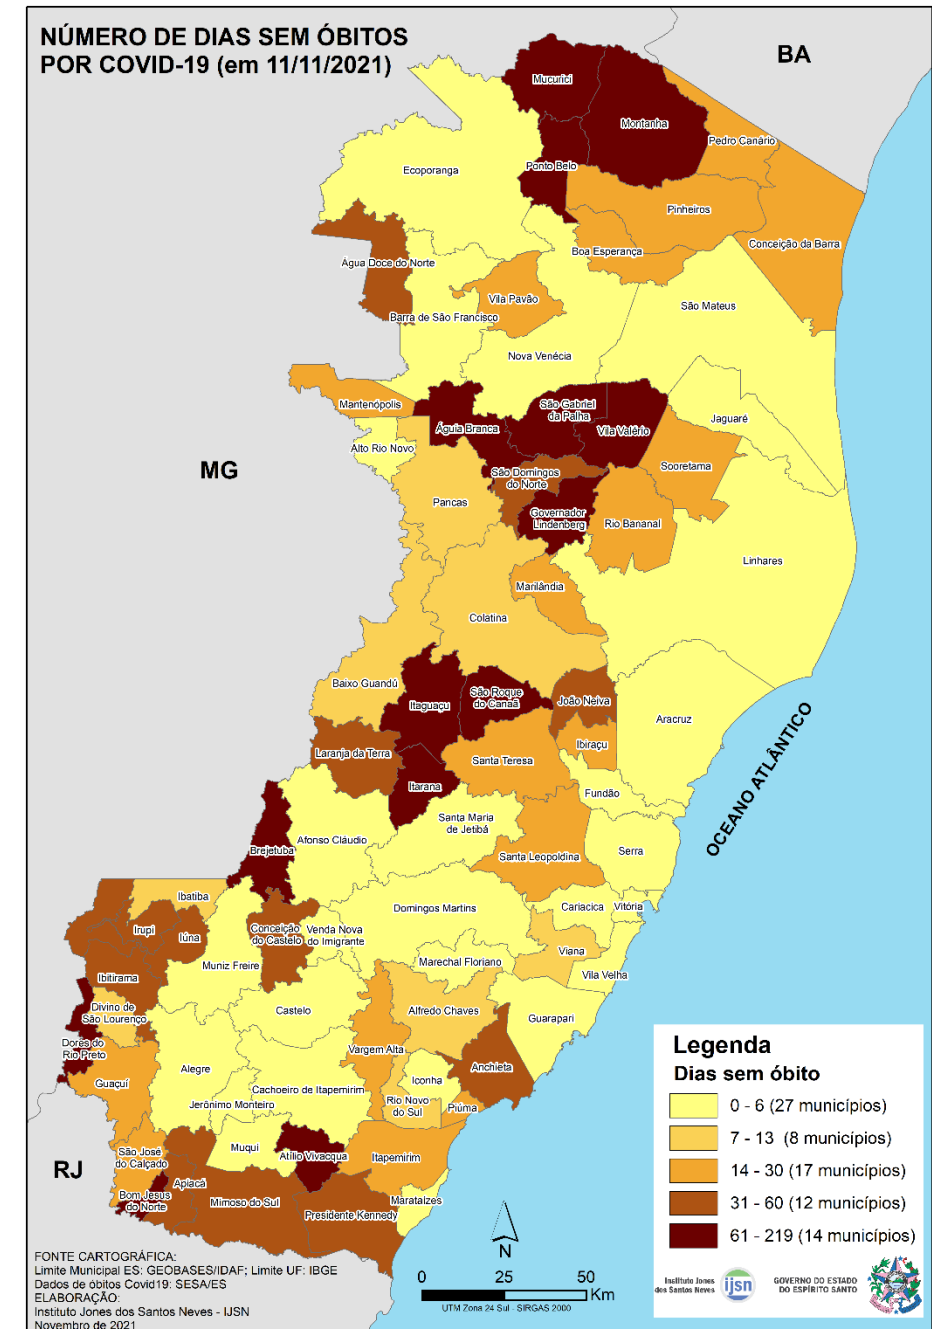 NÚMERO DE DIAS SEM ÓBITOS
POR COVID-19 (em 11/11/2021)
BA
Mucurici
Montanha
Pedro Canário
Ponto Belo
Ecoporanga
Pinheiros
Conceição da Barra
Boa Esperança
Água Doce do Norte
Vila Pavão
São Mateus
Barra de São Francisco
Nova Venécia
Mantenópolis
São Gabriel
da Palha
Jaguaré
Águia Branca
Vila Valério
Alto Rio Novo
MG
Sooretama
São Domingos
do Norte
Pancas
Governador
Lindenberg
Rio Bananal
Linhares
Marilândia
Colatina
Baixo Guandú
Itaguaçu
São Roque
do Canaã
João Neiva
Aracruz
Laranja da Terra
Santa Teresa
Ibiraçu
OCEANO ATLÂNTICO
Itarana
Fundão
Santa Maria
de Jetibá
Afonso Cláudio
Brejetuba
Santa Leopoldina
Serra
Ibatiba
Domingos Martins
Cariacica
Vitória
Irupi
Iúna
Conceição
do Castelo
Venda Nova
do Imigrante
Viana
Muniz Freire
Marechal Floriano
Vila Velha
Ibitirama
Divino de
São Lourenço
Castelo
Alfredo Chaves
Guarapari
Dores do
Rio Preto
Vargem Alta
Anchieta
Guaçuí
Alegre
Cachoeiro de Itapemirim
Iconha
Jerônimo Monteiro
Rio Novo
do Sul
Piúma
Muqui
São José
do Calçado
Atílio Vivacqua
Itapemirim
RJ
Apiacá
Bom Jesus
do Norte
Mimoso do Sul
Marataízes
Presidente Kennedy
Legenda
Dias sem óbito
0 - 6 (27 municípios)
7 - 13 (8 municípios)
14 - 30 (17 municípios)
31 - 60 (12 municípios)
61 - 219 (14 municípios)
Instituto Jones
dos Santos Neves
ijsn
GOVERNO DO ESTADO
DO ESPÍRITO SANTO
N
0 25 50
Km
UTM Zona 24 Sul - SIRGAS 2000
FONTE CARTOGRÁFICA:
Limite Municipal ES: GEOBASES/IDAF; Limite UF: IBGE
Dados de óbitos Covid19: SESA/ES
ELABORAÇÃO:
Instituto Jones dos Santos Neves - IJSN
Novembro de 2021